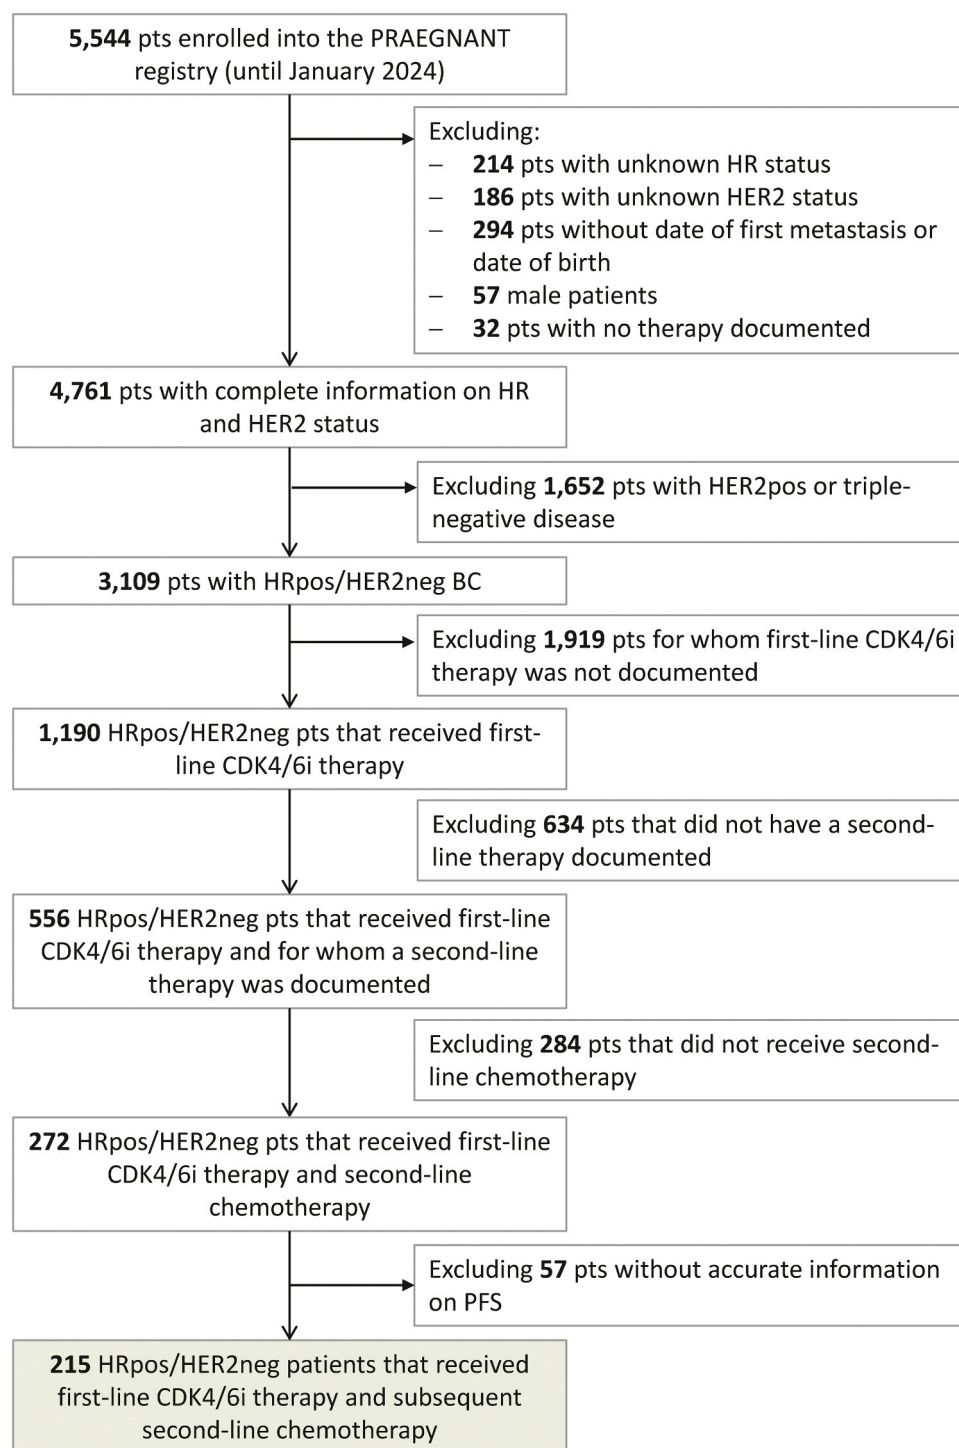 5,544 pts enrolled into the PRAEGNANT
registry (until January 2024)
Excluding:
– 214 pts with unknown HR status
– 186 pts with unknown HER2 status
– 294 pts without date of first metastasis or
date of birth
– 57 male patients
– 32 pts with no therapy documented
4,761 pts with complete information on HR
and HER2 status
Excluding 1,652 pts with HER2pos or triple-
negative disease
3,109 pts with HRpos/HER2neg BC
Excluding 1,919 pts for whom first-line CDK4/6i
therapy was not documented
1,190 HRpos/HER2neg pts that received first-
line CDK4/6i therapy
Excluding 634 pts that did not have a second-
line therapy documented
556 HRpos/HER2neg pts that received first-line
CDK4/6i therapy and for whom a second-line
therapy was documented
Excluding 284 pts that did not receive second-
line chemotherapy
272 HRpos/HER2neg pts that received first-line
CDK4/6i therapy and second-line
chemotherapy
Excluding 57 pts without accurate information
on PFS
215 HRpos/HER2neg patients that received
first-line CDK4/6i therapy and subsequent
second-line chemotherapy